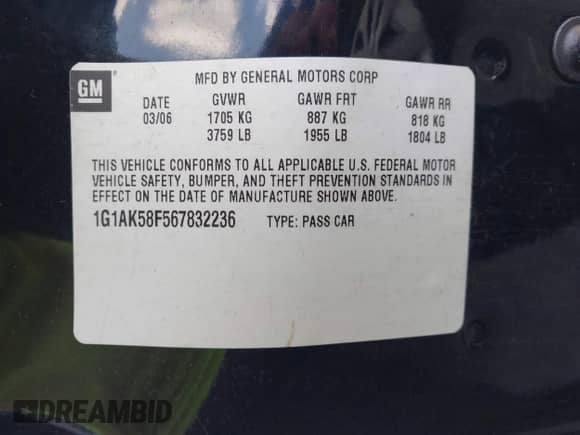 GM ®
MFD BY GENERAL MOTORS CORP
DATE GVWR GAWR FRT GAWR RR
03/06 1705 KG 887 KG 818 KG
3759 LB 1955 LB 1804 LB
THIS VEHICLE CONFORMS TO ALL APPLICABLE U.S. FEDERAL MOTOR
VEHICLE SAFETY, BUMPER, AND THEFT PREVENTION STANDARDS IN
EFFECT ON THE DATE OF MANUFACTURE SHOWN ABOVE.
1G1AK58F567832236 TYPE: PASS CAR
DREAMBID